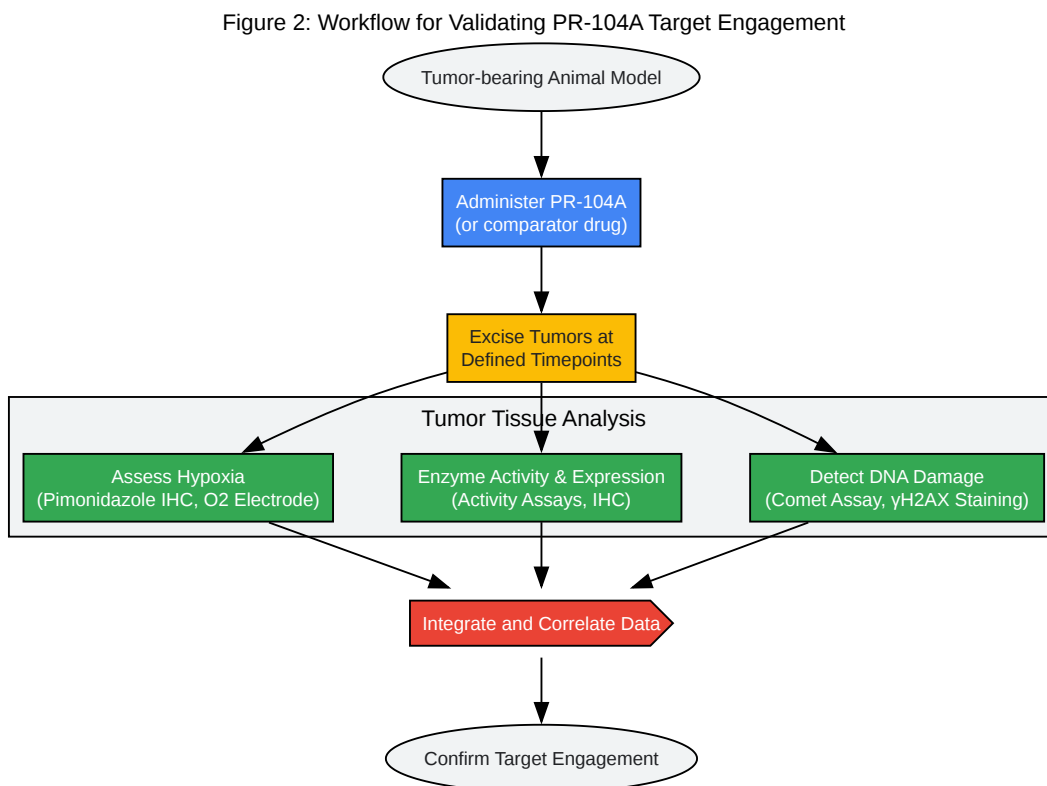 Figure 2: Workflow for Validating PR-104A Target Engagement
Tumor-bearing Animal Model
Administer PR-104A
(or comparator drug)
Excise Tumors at
Defined Timepoints
Tumor Tissue Analysis
Assess Hypoxia
(Pimonidazole IHC, O2 Electrode)
Enzyme Activity & Expression
(Activity Assays, IHC)
Detect DNA Damage
(Comet Assay, γH2AX Staining)
Integrate and Correlate Data
Confirm Target Engagement